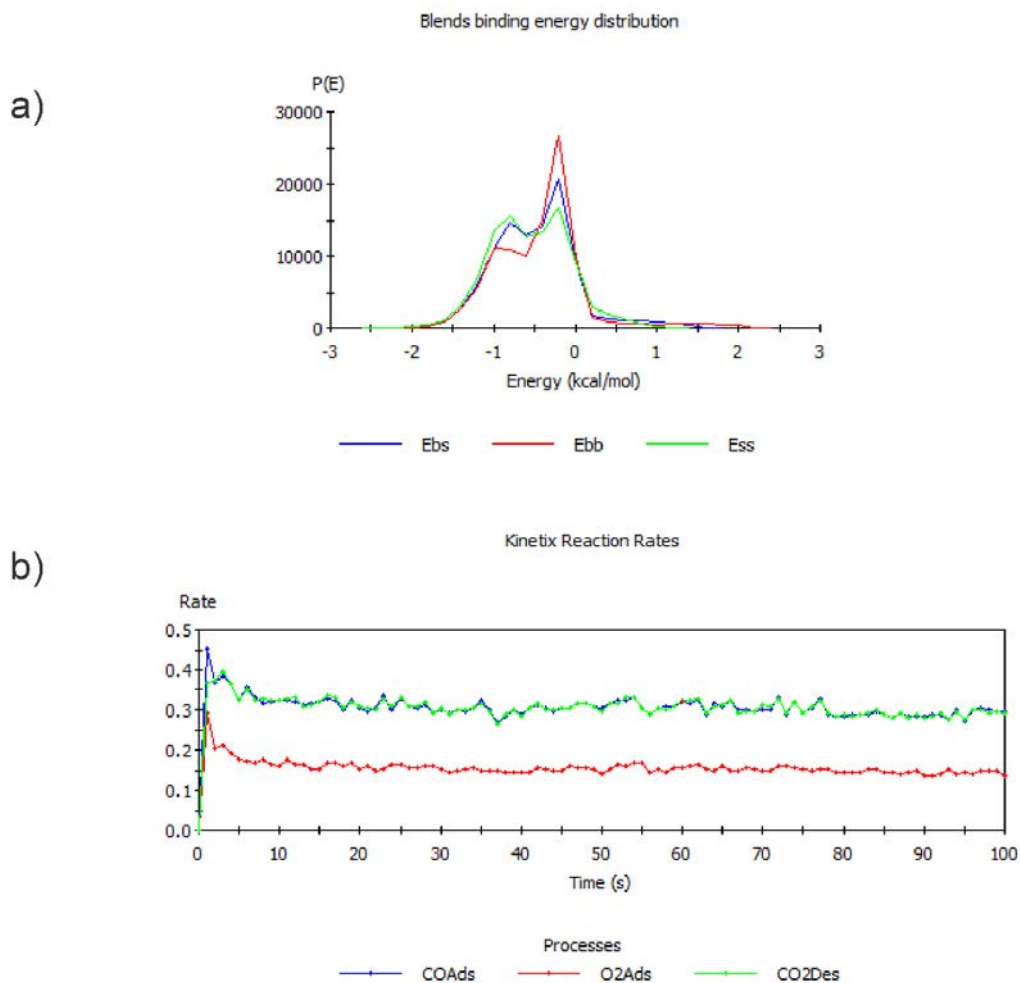 Blends binding energy distribution
a)
P(E)
30000
20000
10000
0
-3 -2 -1 0 1 2 3
Energy (kcal/mol)
Ebs Ebb Ess
Kinetix Reaction Rates
b)
Rate
0.5
0.4
0.3
0.2
0.1
0.0
0 10 20 30 40 50 60 70 80 90 100
Time (s)
Processes
COAds O2Ads CO2Des